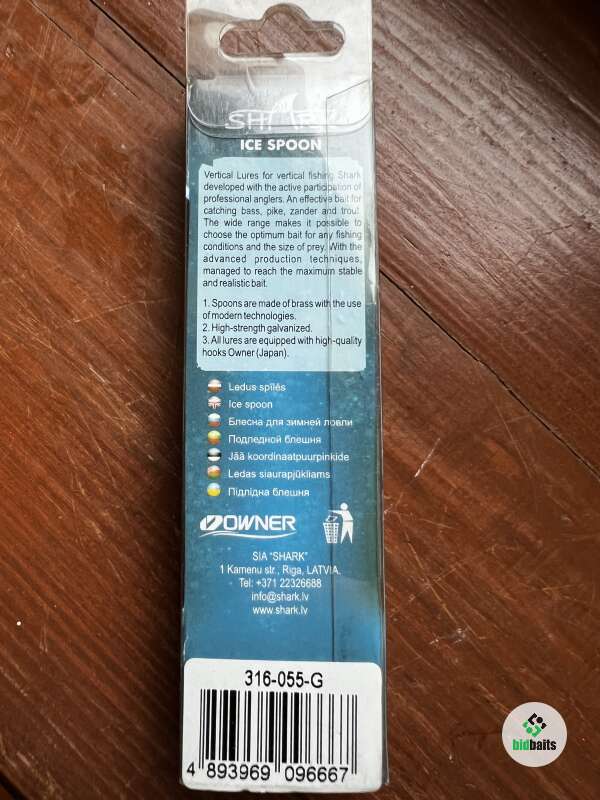 SHARK
ICE SPOON
Vertical Lures for vertical fishing Shark
developed with the active participation of
professional anglers. An effective bait for
catching bass, pike, zander and trout.
The wide range makes it possible to
choose the optimum bait for any fishing
conditions and the size of prey. With the
advanced production techniques,
managed to reach the maximum stable
and realistic bait.
1. Spoons are made of brass with the use
of modern technologies.
2. High-strength galvanized.
3. All lures are equipped with high-quality
hooks Owner (Japan).
Ledus spīlēs
Ice spoon
Блесна для зимней ловли
Подледной блешня
Jää koordinaatpuurpinkide
Ledas siaurapjūkliams
Підлідна блешня
OWNER
SIA "SHARK"
1 Kamenu str., Riga, LATVIA.
Tel: +371 22326688
info@shark.lv
www.shark.lv
316-055-G
4 893969 096667
bidbaits